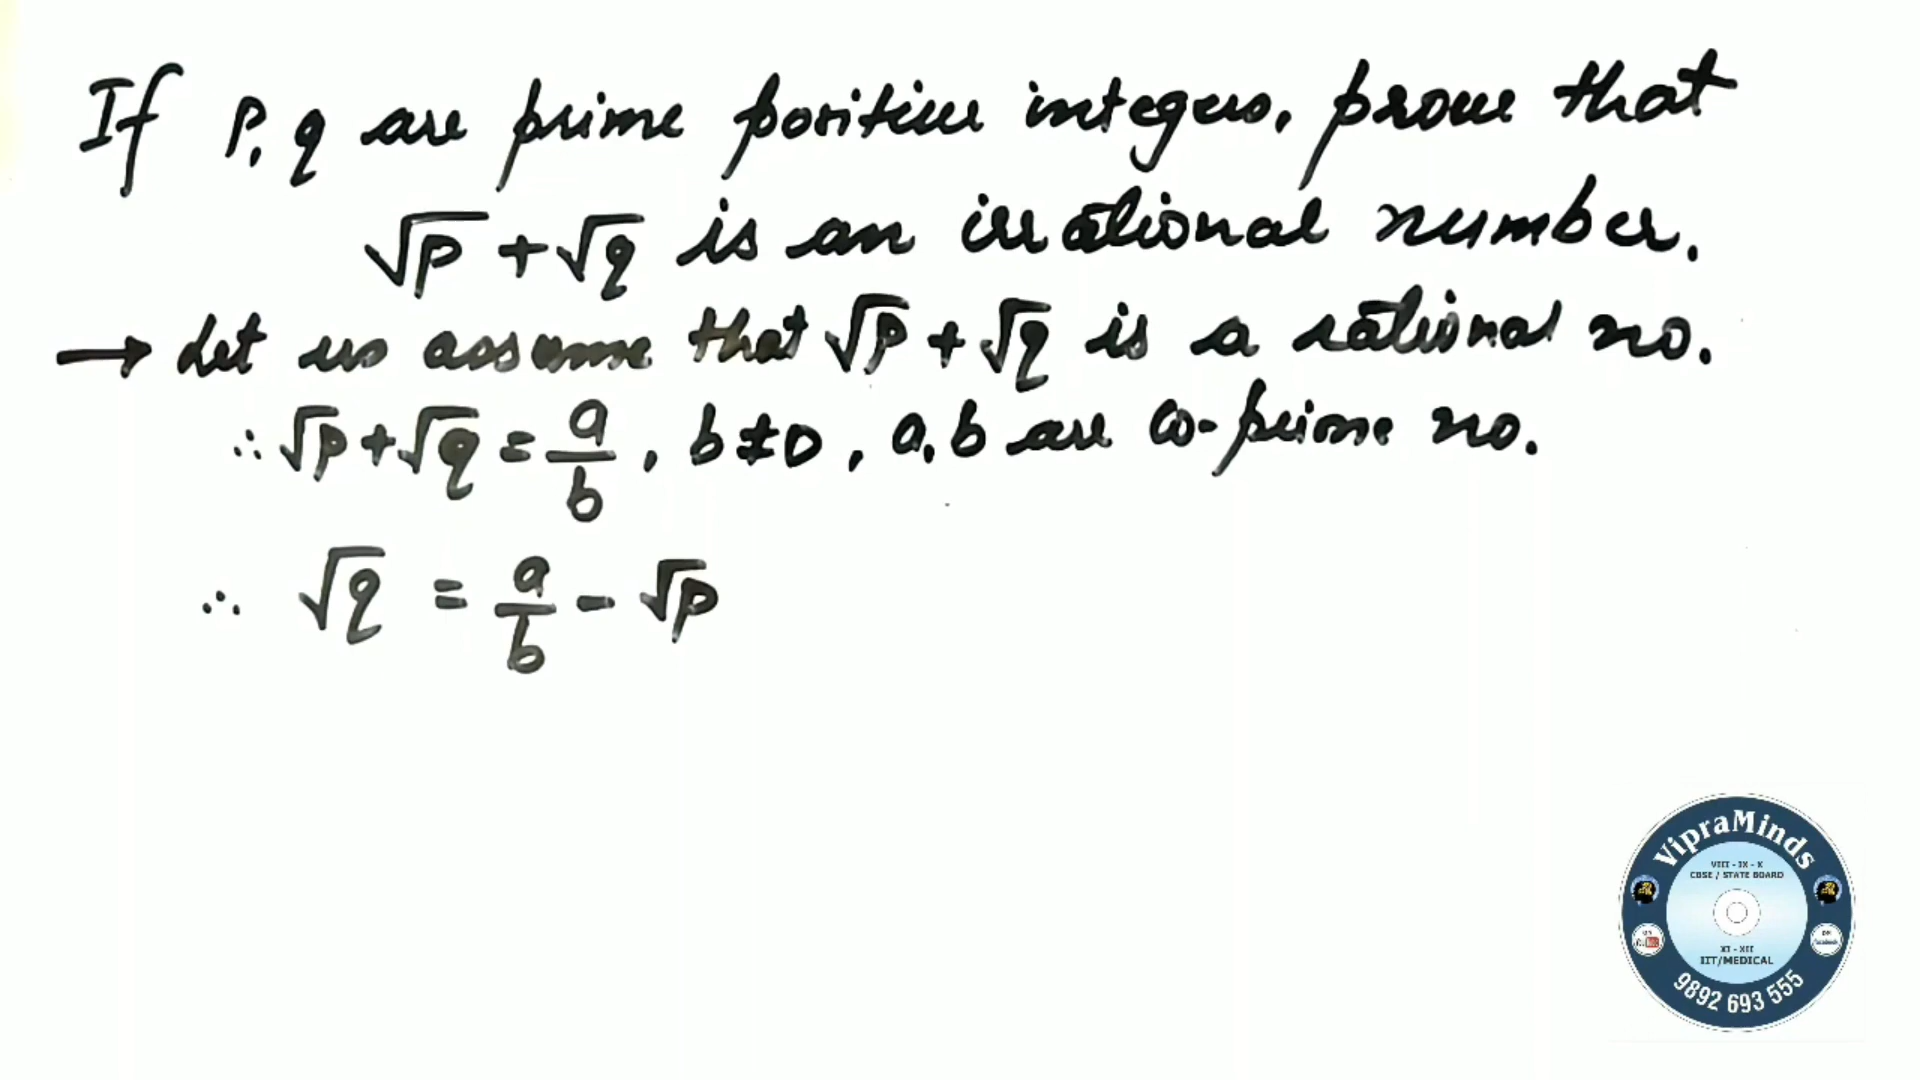 If P, q are prime positive integers, prove that
√p + √q is an irrational number.
→ Let us assume that √p + √q is a rational no.
∴ √p + √q = a/b, b ≠ 0, a, b are co-prime no.
∴ √q = a/b - √p
VipraMinds
VIII - IX - X
CBSE / STATE BOARD
XI - XII
IIT/MEDICAL
9892 693 555